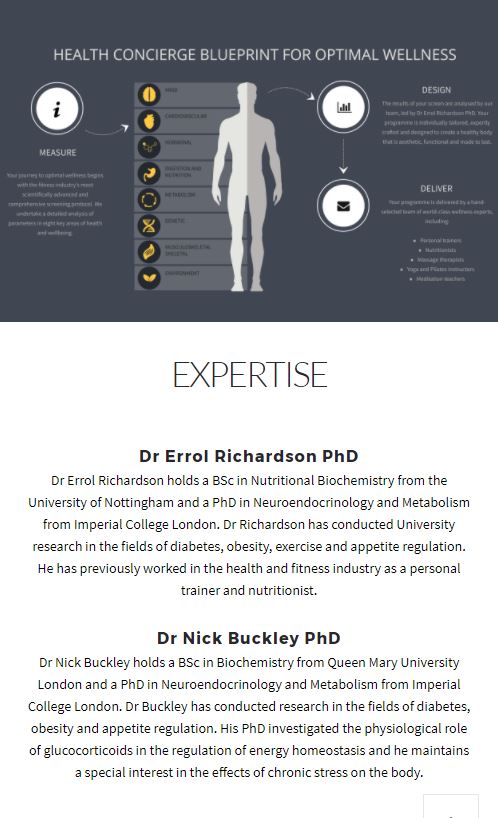 HEALTH CONCIERGE BLUEPRINT FOR OPTIMAL WELLNESS
MEASURE
Your journey to optimal wellness begins
with the fitness industry's most
scientifically advanced and
comprehensive screening protocol. We
undertake a detailed analysis of
parameters in eight key areas of health
and wellbeing.
MIND
CARDIOVASCULAR
HORMONAL
DIGESTION AND
NUTRITION
METABOLISM
GENETIC
MUSCULOSKELETAL
SKELETAL
ENVIRONMENT
DESIGN
The results of your screen are analysed by our
team, led by Dr Errol Richardson PhD. Your
programme is individually tailored, expertly
crafted and designed to create a healthy body
that is aesthetic, functional and made to last.
DELIVER
Your programme is delivered by a hand-
selected team of world-class wellness experts,
including:
Personal trainers
Nutritionists
Massage therapists
Yoga and Pilates instructors
Meditation teachers
EXPERTISE
Dr Errol Richardson PhD
Dr Errol Richardson holds a BSc in Nutritional Biochemistry from the
University of Nottingham and a PhD in Neuroendocrinology and Metabolism
from Imperial College London. Dr Richardson has conducted University
research in the fields of diabetes, obesity, exercise and appetite regulation.
He has previously worked in the health and fitness industry as a personal
trainer and nutritionist.
Dr Nick Buckley PhD
Dr Nick Buckley holds a BSc in Biochemistry from Queen Mary University
London and a PhD in Neuroendocrinology and Metabolism from Imperial
College London. Dr Buckley has conducted research in the fields of diabetes,
obesity and appetite regulation. His PhD investigated the physiological role
of glucocorticoids in the regulation of energy homeostasis and he maintains
a special interest in the effects of chronic stress on the body.